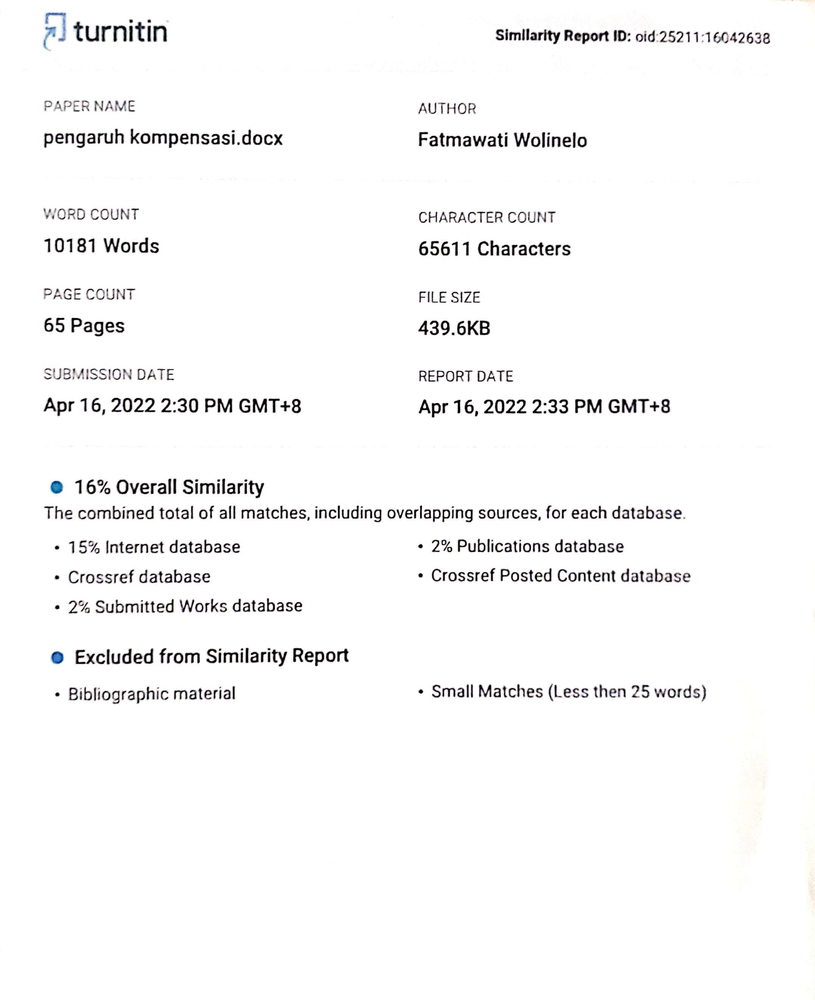 turnitin
Similarity Report ID: oid:25211:16042638
PAPER NAME
pengaruh kompensasi.docx
AUTHOR
Fatmawati Wolinelo
WORD COUNT
10181 Words
CHARACTER COUNT
65611 Characters
PAGE COUNT
65 Pages
FILE SIZE
439.6KB
SUBMISSION DATE
Apr 16, 2022 2:30 PM GMT+8
REPORT DATE
Apr 16, 2022 2:33 PM GMT+8
● 16% Overall Similarity
The combined total of all matches, including overlapping sources, for each database.
• 15% Internet database
• 2% Publications database
• Crossref database
• Crossref Posted Content database
• 2% Submitted Works database
● Excluded from Similarity Report
• Bibliographic material
• Small Matches (Less then 25 words)